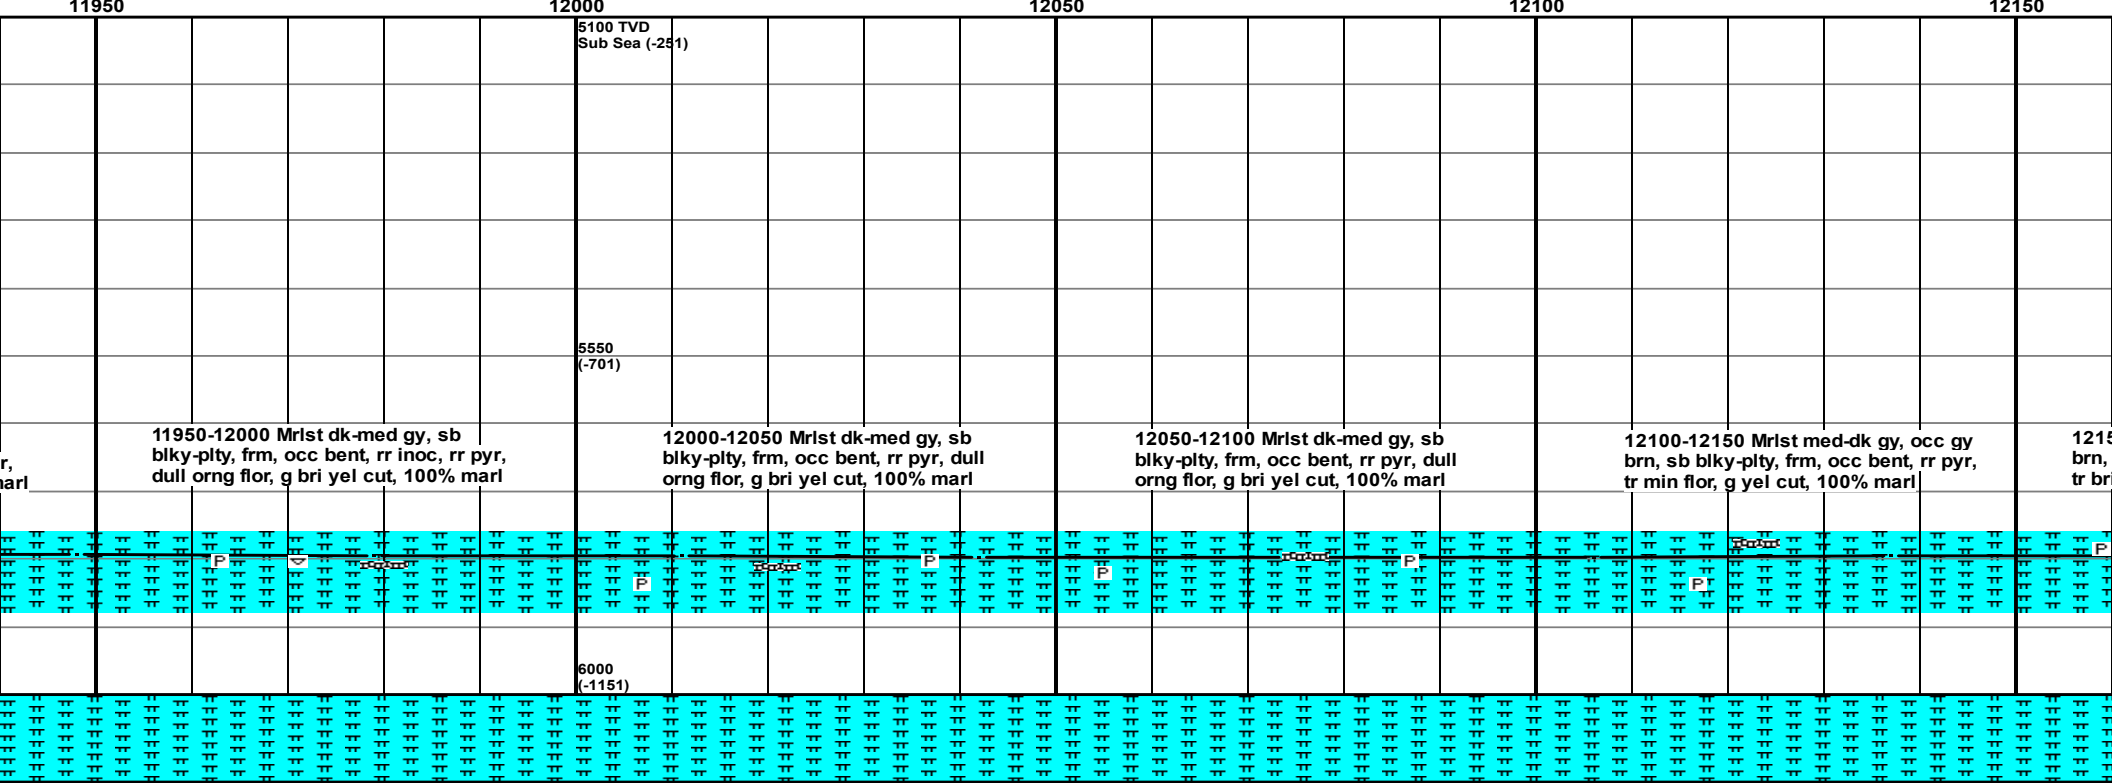 11950 12000 12050 12100 12150
5100 TVD
Sub Sea (-251)
5550
(-701)
r,
marl
11950-12000 Mrlst dk-med gy, sb
blky-plty, frm, occ bent, rr inoc, rr pyr,
dull orng flor, g bri yel cut, 100% marl
12000-12050 Mrlst dk-med gy, sb
blky-plty, frm, occ bent, rr pyr, dull
orng flor, g bri yel cut, 100% marl
12050-12100 Mrlst dk-med gy, sb
blky-plty, frm, occ bent, rr pyr, dull
orng flor, g bri yel cut, 100% marl
12100-12150 Mrlst med-dk gy, occ gy
brn, sb blky-plty, frm, occ bent, rr pyr,
tr min flor, g yel cut, 100% marl
1215
brn,
tr bri
P P P P P P P
6000
(-1151)